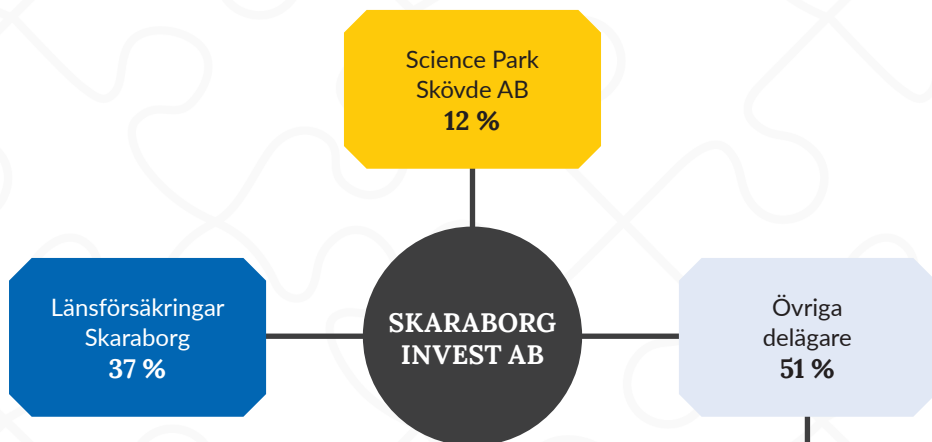 Science Park
Skövde AB
12 %
Länsförsäkringar
Skaraborg
37 %
SKARABORG
INVEST AB
Övriga
delägare
51 %